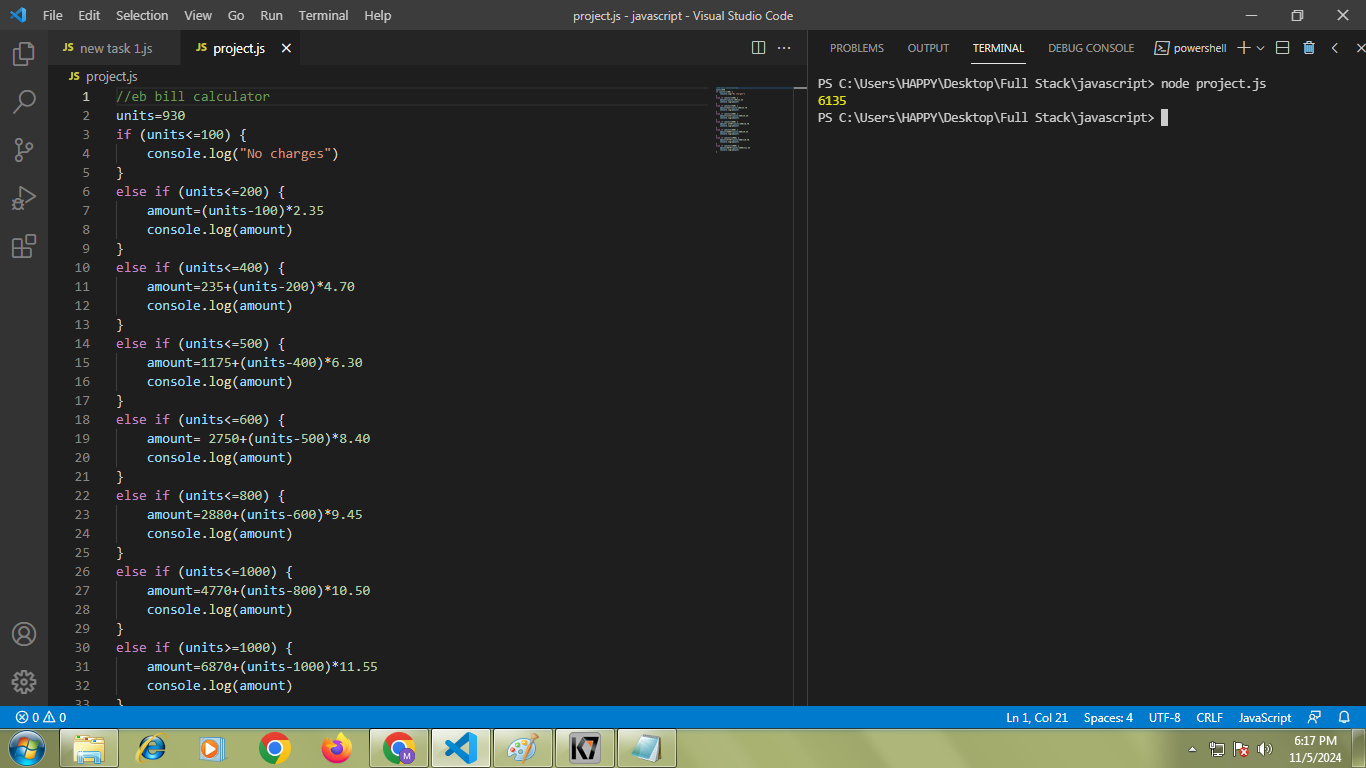 File Edit Selection View Go Run Terminal Help project.js - javascript - Visual Studio Code
JS new task 1.js JS project.js PROBLEMS OUTPUT TERMINAL DEBUG CONSOLE powershell
JS project.js
1 //eb bill calculator
2 units=930
3 if (units<=100) {
4 console.log("No charges")
5 }
6 else if (units<=200) {
7 amount=(units-100)*2.35
8 console.log(amount)
9 }
10 else if (units<=400) {
11 amount=235+(units-200)*4.70
12 console.log(amount)
13 }
14 else if (units<=500) {
15 amount=1175+(units-400)*6.30
16 console.log(amount)
17 }
18 else if (units<=600) {
19 amount= 2750+(units-500)*8.40
20 console.log(amount)
21 }
22 else if (units<=800) {
23 amount=2880+(units-600)*9.45
24 console.log(amount)
25 }
26 else if (units<=1000) {
27 amount=4770+(units-800)*10.50
28 console.log(amount)
29 }
30 else if (units>=1000) {
31 amount=6870+(units-1000)*11.55
32 console.log(amount)
33 }
PS C:\Users\HAPPY\Desktop\Full Stack\javascript> node project.js
6135
PS C:\Users\HAPPY\Desktop\Full Stack\javascript>
0 0 Ln 1, Col 21 Spaces: 4 UTF-8 CRLF JavaScript
M K7 6:17 PM
11/5/2024